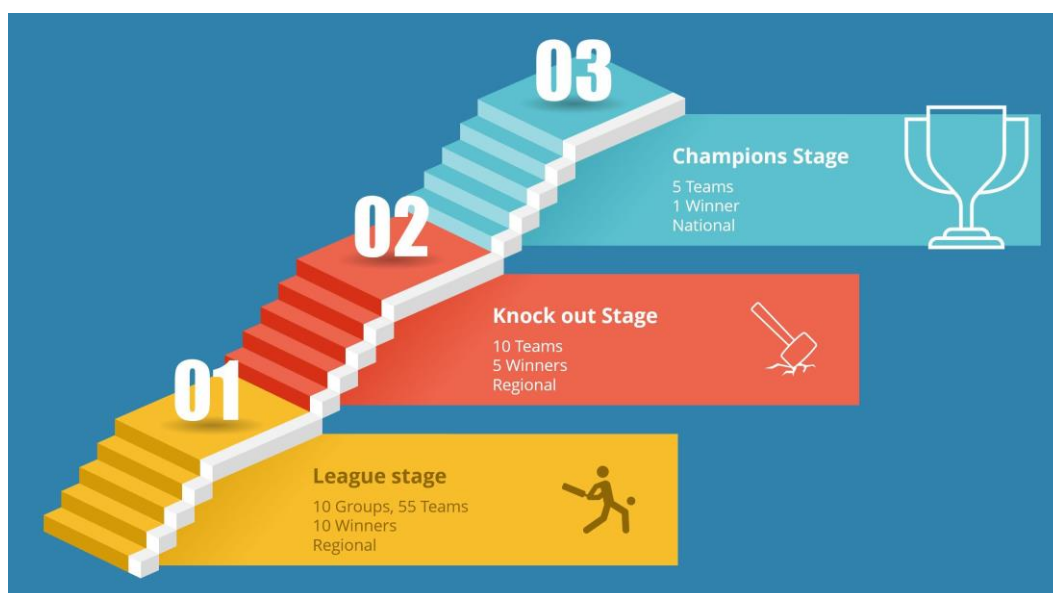 03
Champions Stage
5 Teams
1 Winner
National
02
Knock out Stage
10 Teams
5 Winners
Regional
01
League stage
10 Groups, 55 Teams
10 Winners
Regional